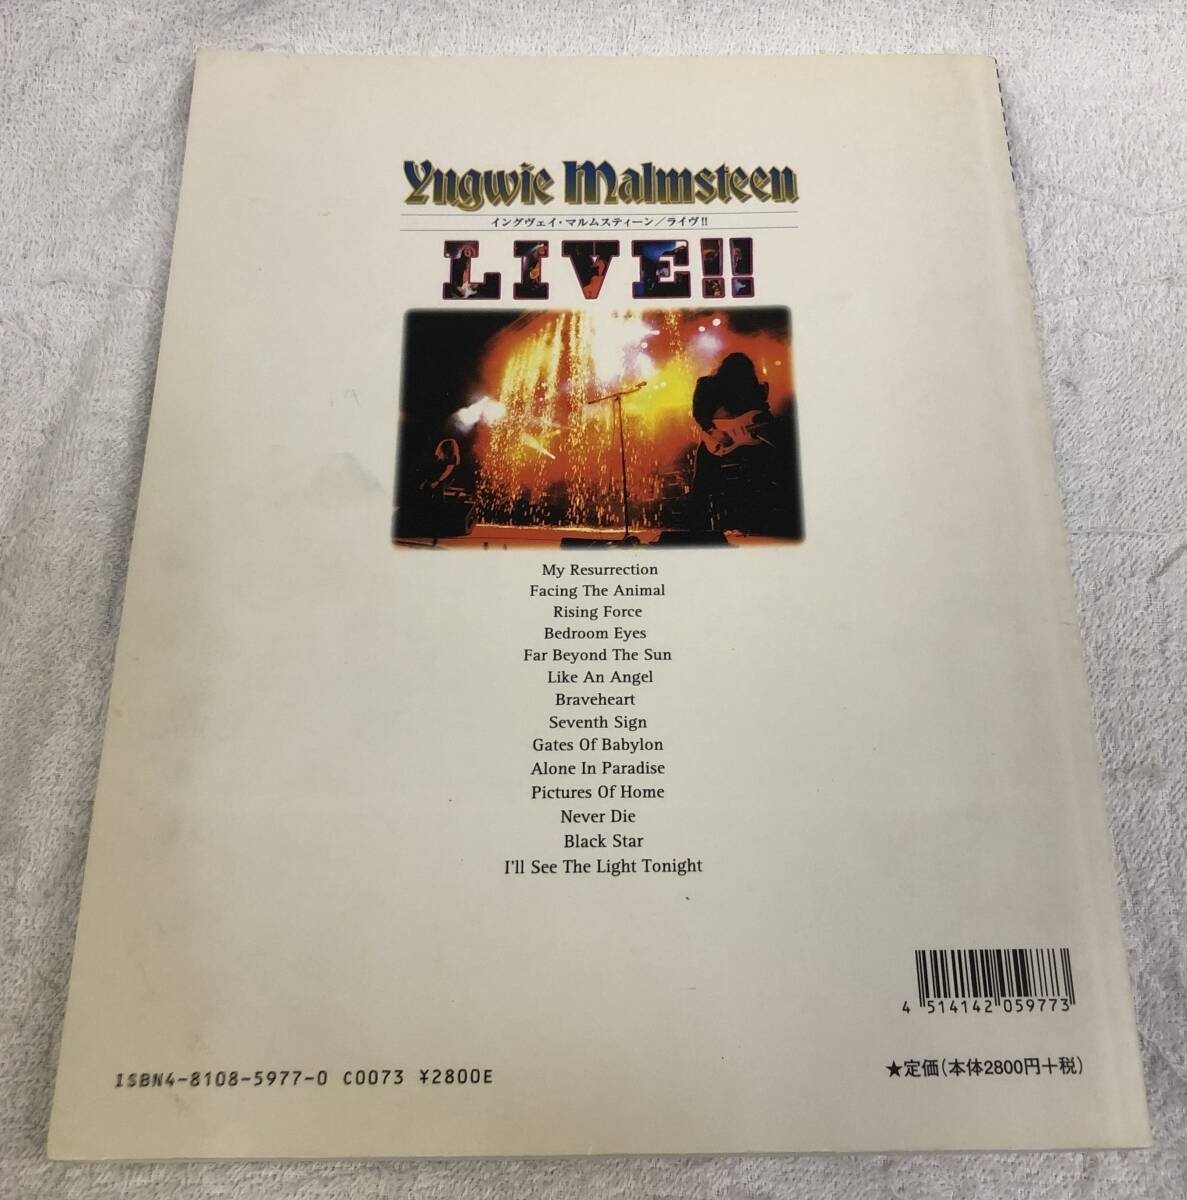 Yngwie Malmsteen
イングヴェイ・マルムスティーン／ライヴ!!
LIVE!!
My Resurrection
Facing The Animal
Rising Force
Bedroom Eyes
Far Beyond The Sun
Like An Angel
Braveheart
Seventh Sign
Gates Of Babylon
Alone In Paradise
Pictures Of Home
Never Die
Black Star
I'll See The Light Tonight
4 514142 059773
ISBN4-8108-5977-0 C0073 ¥2800E
★定価(本体2800円+税)